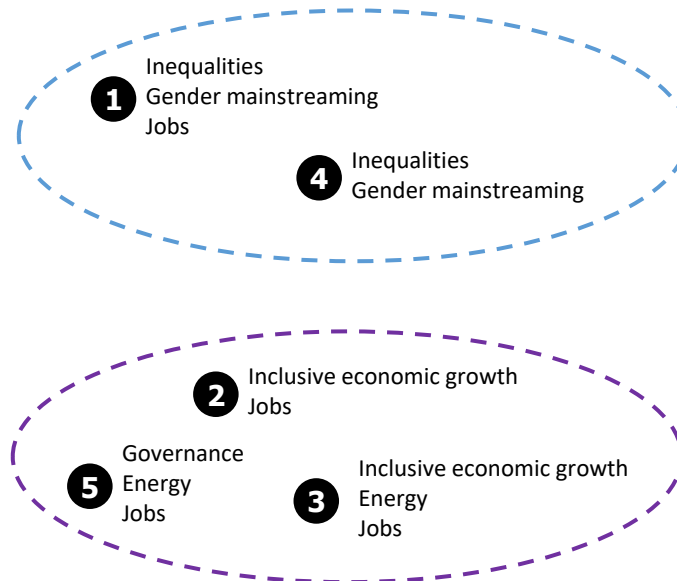 1
Inequalities
Gender mainstreaming
Jobs
4
Inequalities
Gender mainstreaming
2
Inclusive economic growth
Jobs
5
Governance
Energy
Jobs
3
Inclusive economic growth
Energy
Jobs